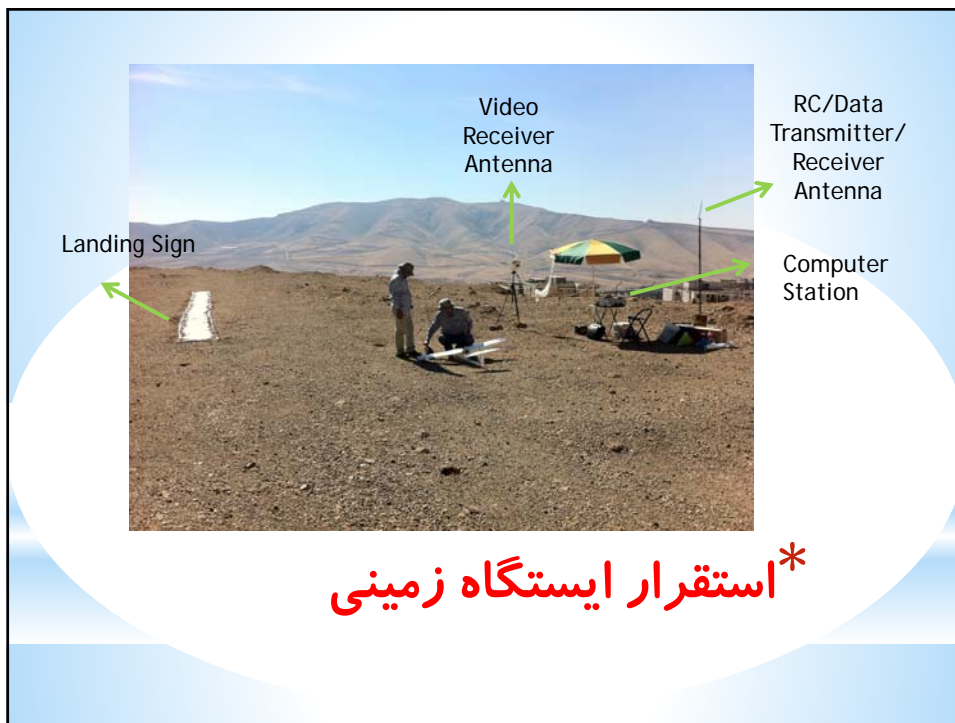 Video
Receiver
Antenna
RC/Data
Transmitter/
Receiver
Antenna
Landing Sign
Computer
Station
*استقرار ایستگاه زمینی